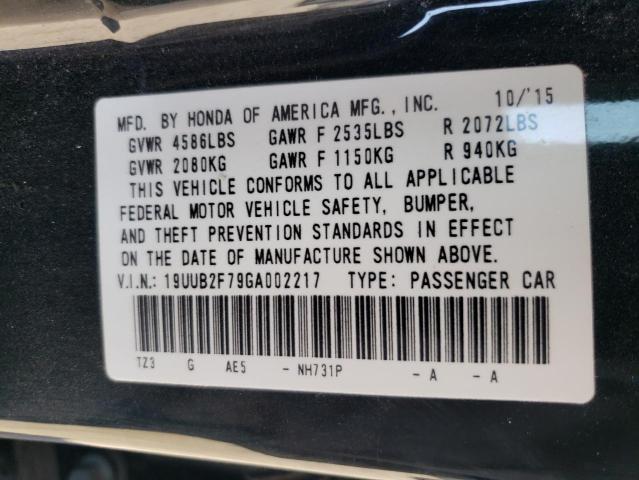 MFD. BY HONDA OF AMERICA MFG., INC. 10/'15
GVWR 4586LBS GAWR F 2535LBS R 2072LBS
GVWR 2080KG GAWR F 1150KG R 940KG
THIS VEHICLE CONFORMS TO ALL APPLICABLE
FEDERAL MOTOR VEHICLE SAFETY, BUMPER,
AND THEFT PREVENTION STANDARDS IN EFFECT
ON THE DATE OF MANUFACTURE SHOWN ABOVE.
V.I.N.: 19UUB2F79GA002217 TYPE: PASSENGER CAR
TZ3 G AE5 - NH731P - A - A